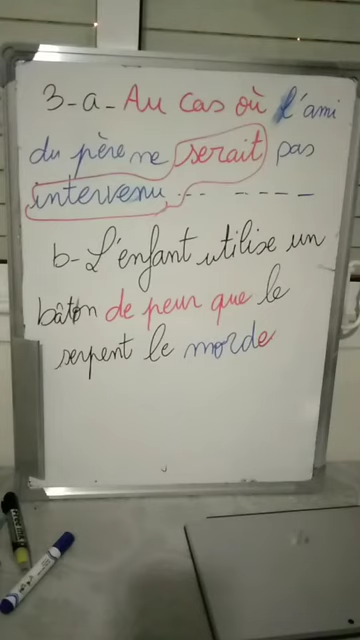 3-a- Au cas où l'ami
du père ne serait pas
intervenu -- ----
b- L'enfant utilise un
bâton de peur que le
serpent le morde